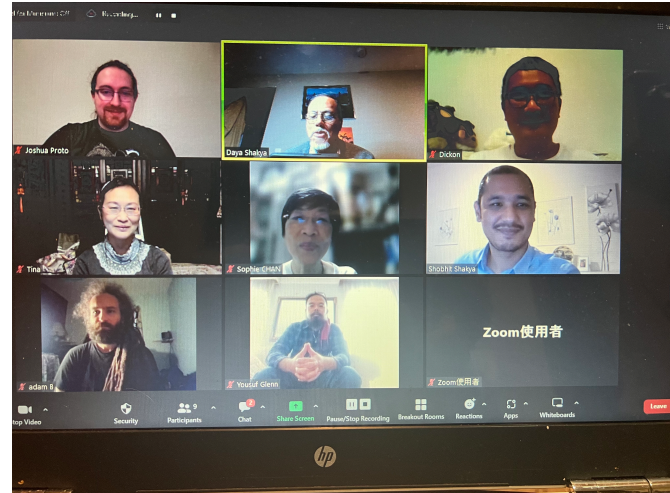 Recording...
Joshua Proto
Daya Shakya
Dickon
Tina
Sophie CHAN
Shobhit Shakya
adam B
Yousuf Glenn
Zoom使用者
Zoom使用者
9
2
top Video
Security
Participants
Chat
Share Screen
Pause/Stop Recording
Breakout Rooms
Reactions
Apps
Whiteboards
Leave
hp